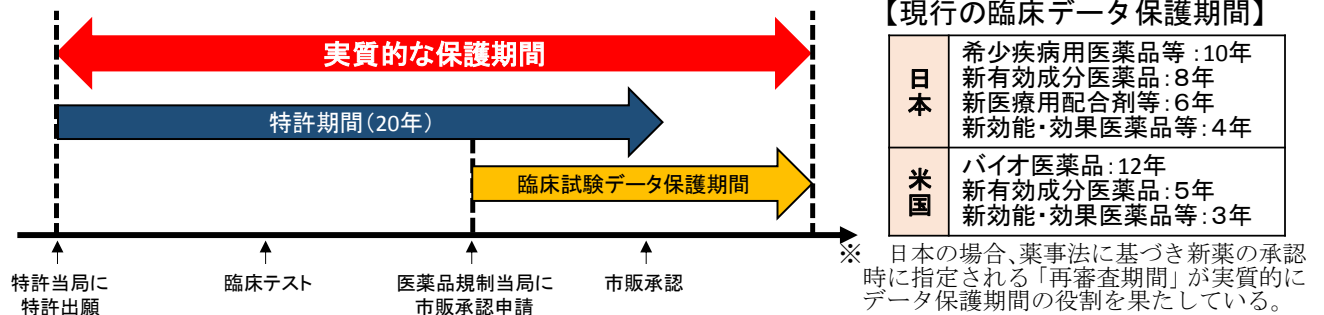 実質的な保護期間
特許期間（20年）
臨床試験データ保護期間
特許当局に
特許出願
臨床テスト
医薬品規制当局に
市販承認申請
市販承認
【現行の臨床データ保護期間】
日本
希少疾病用医薬品等：10年
新有効成分医薬品：８年
新医療用配合剤等：６年
新効能・効果医薬品等：４年
米国
バイオ医薬品：12年
新有効成分医薬品：５年
新効能・効果医薬品等：３年
※　日本の場合、薬事法に基づき新薬の承認
時に指定される「再審査期間」が実質的に
データ保護期間の役割を果たしている。